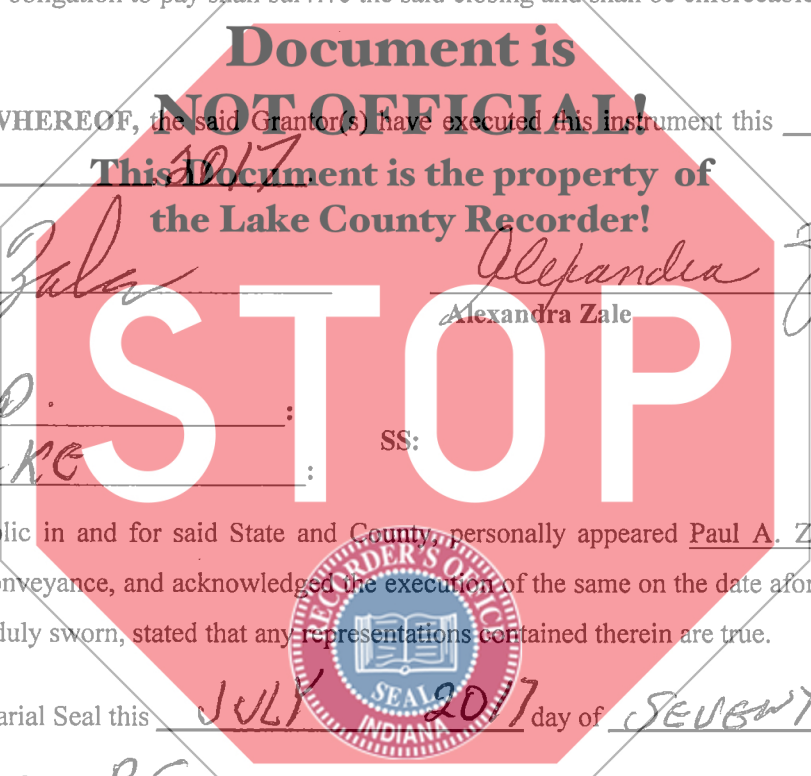 obligation to pay shall survive the said closing and shall be enforceable
Document is
NOT OFFICIAL!
WHEREOF, the said Grantor(s) have executed this instrument this
2017.
This Document is the property of
the Lake County Recorder!
Zale Alexandra
Alexandra Zale
STOP
D. :
SS:
KE :
in and for said State and County, personally appeared Paul A. Z
and acknowledged the execution of the same on the date
duly sworn, stated that any representations contained therein are true.
RECORDER'S OFFICE
SEAL
INDIANA
Seal this JULY 2017 day of